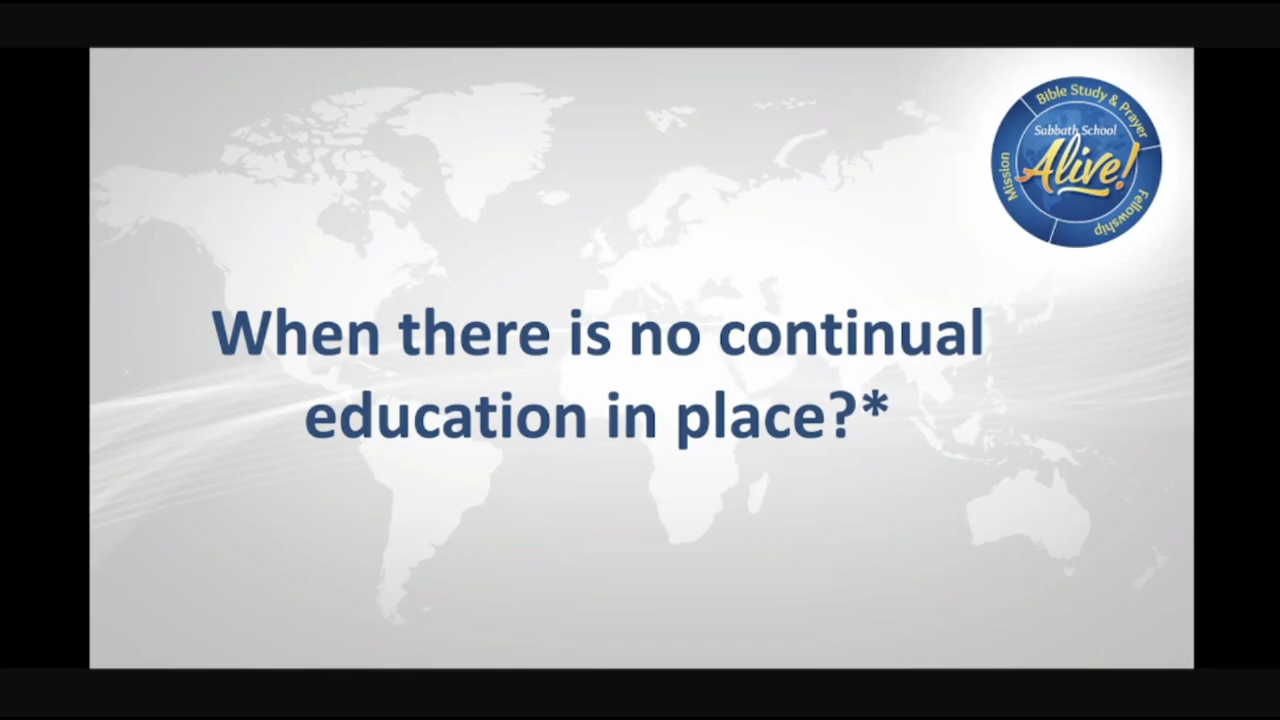 Bible Study & Prayer
Sabbath School
Alive!
Mission
Fellowship
When there is no continual
education in place?*